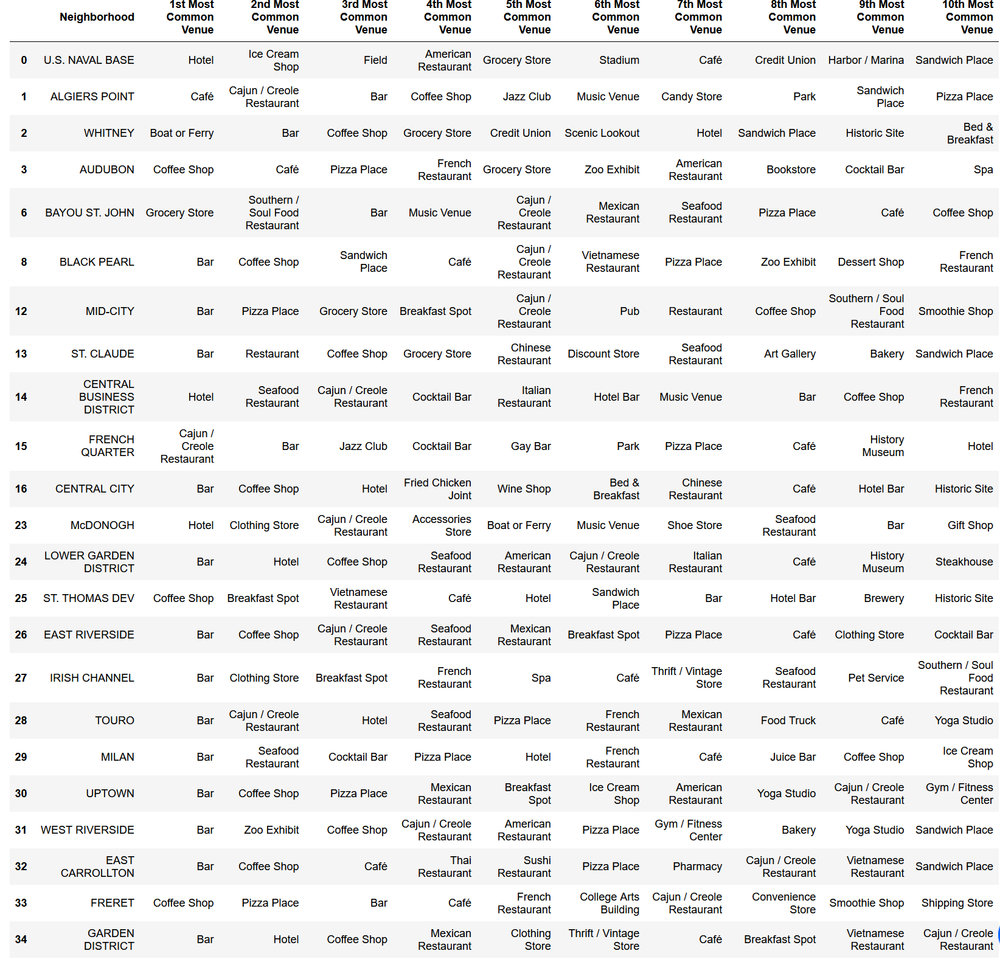 Neighborhood 1st Most Common Venue 2nd Most Common Venue 3rd Most Common Venue 4th Most Common Venue 5th Most Common Venue 6th Most Common Venue 7th Most Common Venue 8th Most Common Venue 9th Most Common Venue 10th Most Common Venue
0 U.S. NAVAL BASE Hotel Ice Cream Shop Field American Restaurant Grocery Store Stadium Café Credit Union Harbor / Marina Sandwich Place
1 ALGIERS POINT Café Cajun / Creole Restaurant Bar Coffee Shop Jazz Club Music Venue Candy Store Park Sandwich Place Pizza Place
2 WHITNEY Boat or Ferry Bar Coffee Shop Grocery Store Credit Union Scenic Lookout Hotel Sandwich Place Historic Site Bed & Breakfast
3 AUDUBON Coffee Shop Café Pizza Place French Restaurant Grocery Store Zoo Exhibit American Restaurant Bookstore Cocktail Bar Spa
6 BAYOU ST. JOHN Grocery Store Southern / Soul Food Restaurant Bar Music Venue Cajun / Creole Restaurant Mexican Restaurant Seafood Restaurant Pizza Place Café Coffee Shop
8 BLACK PEARL Bar Coffee Shop Sandwich Place Café Cajun / Creole Restaurant Vietnamese Restaurant Pizza Place Zoo Exhibit Dessert Shop French Restaurant
12 MID-CITY Bar Pizza Place Grocery Store Breakfast Spot Cajun / Creole Restaurant Pub Restaurant Coffee Shop Southern / Soul Food Restaurant Smoothie Shop
13 ST. CLAUDE Bar Restaurant Coffee Shop Grocery Store Chinese Restaurant Discount Store Seafood Restaurant Art Gallery Bakery Sandwich Place
14 CENTRAL BUSINESS DISTRICT Hotel Seafood Restaurant Cajun / Creole Restaurant Cocktail Bar Italian Restaurant Hotel Bar Music Venue Bar Coffee Shop French Restaurant
15 FRENCH QUARTER Cajun / Creole Restaurant Bar Jazz Club Cocktail Bar Gay Bar Park Pizza Place Café History Museum Hotel
16 CENTRAL CITY Bar Coffee Shop Hotel Fried Chicken Joint Wine Shop Bed & Breakfast Chinese Restaurant Café Hotel Bar Historic Site
23 McDONOGH Hotel Clothing Store Cajun / Creole Restaurant Accessories Store Boat or Ferry Music Venue Shoe Store Seafood Restaurant Bar Gift Shop
24 LOWER GARDEN DISTRICT Bar Hotel Coffee Shop Seafood Restaurant American Restaurant Cajun / Creole Restaurant Italian Restaurant Café History Museum Steakhouse
25 ST. THOMAS DEV Coffee Shop Breakfast Spot Vietnamese Restaurant Café Hotel Sandwich Place Bar Hotel Bar Brewery Historic Site
26 EAST RIVERSIDE Bar Coffee Shop Cajun / Creole Restaurant Seafood Restaurant Mexican Restaurant Breakfast Spot Pizza Place Café Clothing Store Cocktail Bar
27 IRISH CHANNEL Bar Clothing Store Breakfast Spot French Restaurant Spa Café Thrift / Vintage Store Seafood Restaurant Pet Service Southern / Soul Food Restaurant
28 TOURO Bar Cajun / Creole Restaurant Hotel Seafood Restaurant Pizza Place French Restaurant Mexican Restaurant Food Truck Café Yoga Studio
29 MILAN Bar Seafood Restaurant Cocktail Bar Pizza Place Hotel French Restaurant Café Juice Bar Coffee Shop Ice Cream Shop
30 UPTOWN Bar Coffee Shop Pizza Place Mexican Restaurant Breakfast Spot Ice Cream Shop American Restaurant Yoga Studio Cajun / Creole Restaurant Gym / Fitness Center
31 WEST RIVERSIDE Bar Zoo Exhibit Coffee Shop Cajun / Creole Restaurant American Restaurant Pizza Place Gym / Fitness Center Bakery Yoga Studio Sandwich Place
32 EAST CARROLLTON Bar Coffee Shop Café Thai Restaurant Sushi Restaurant Pizza Place Pharmacy Cajun / Creole Restaurant Vietnamese Restaurant Sandwich Place
33 FRERET Coffee Shop Pizza Place Bar Café French Restaurant College Arts Building Cajun / Creole Restaurant Convenience Store Smoothie Shop Shipping Store
34 GARDEN DISTRICT Bar Hotel Coffee Shop Mexican Restaurant Clothing Store Thrift / Vintage Store Café Breakfast Spot Vietnamese Restaurant Cajun / Creole Restaurant